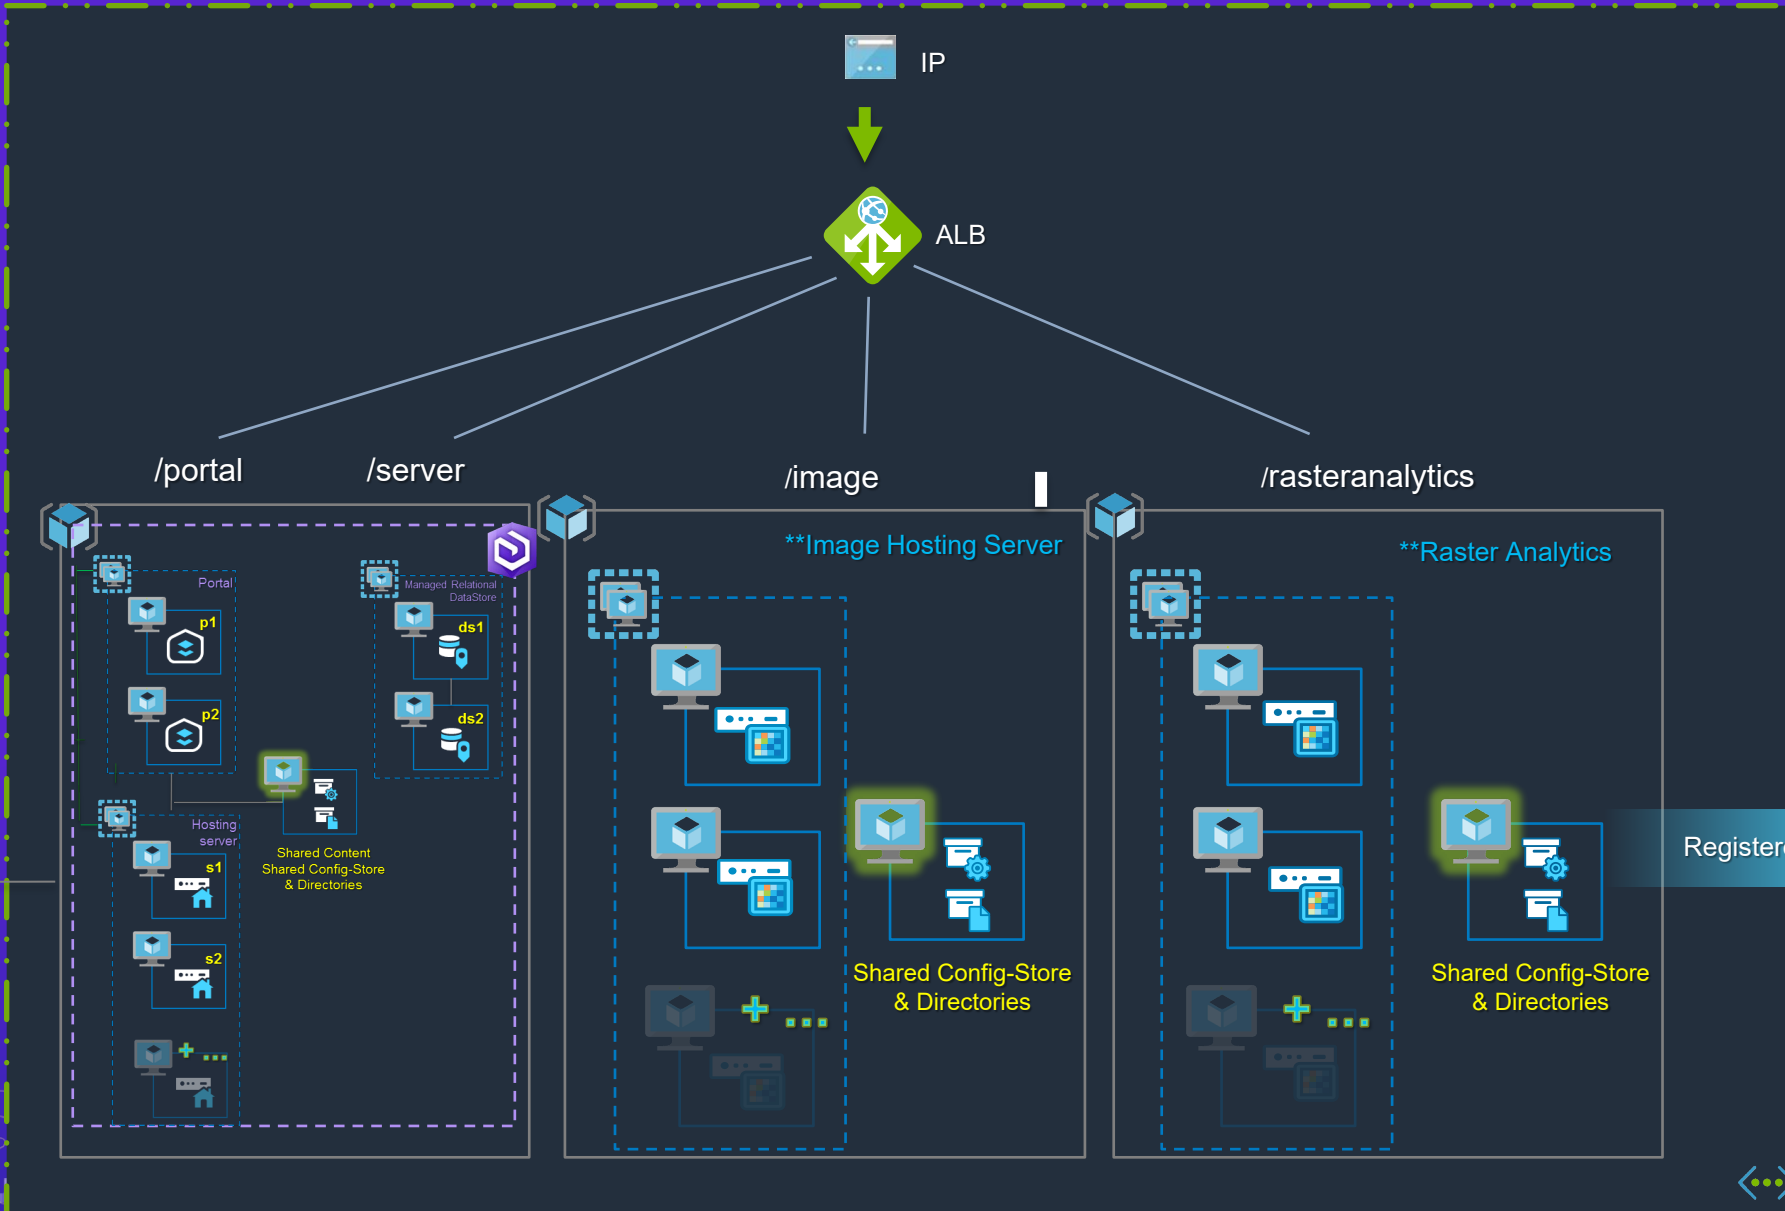 IP
ALB
/portal
/server
/image
/rasteranalytics
Portal
p1
p2
Managed Relational
DataStore
ds1
ds2
Hosting
server
s1
s2
Shared Content
Shared Config-Store
& Directories
**Image Hosting Server
Shared Config-Store
& Directories
**Raster Analytics
Shared Config-Store
& Directories
Register